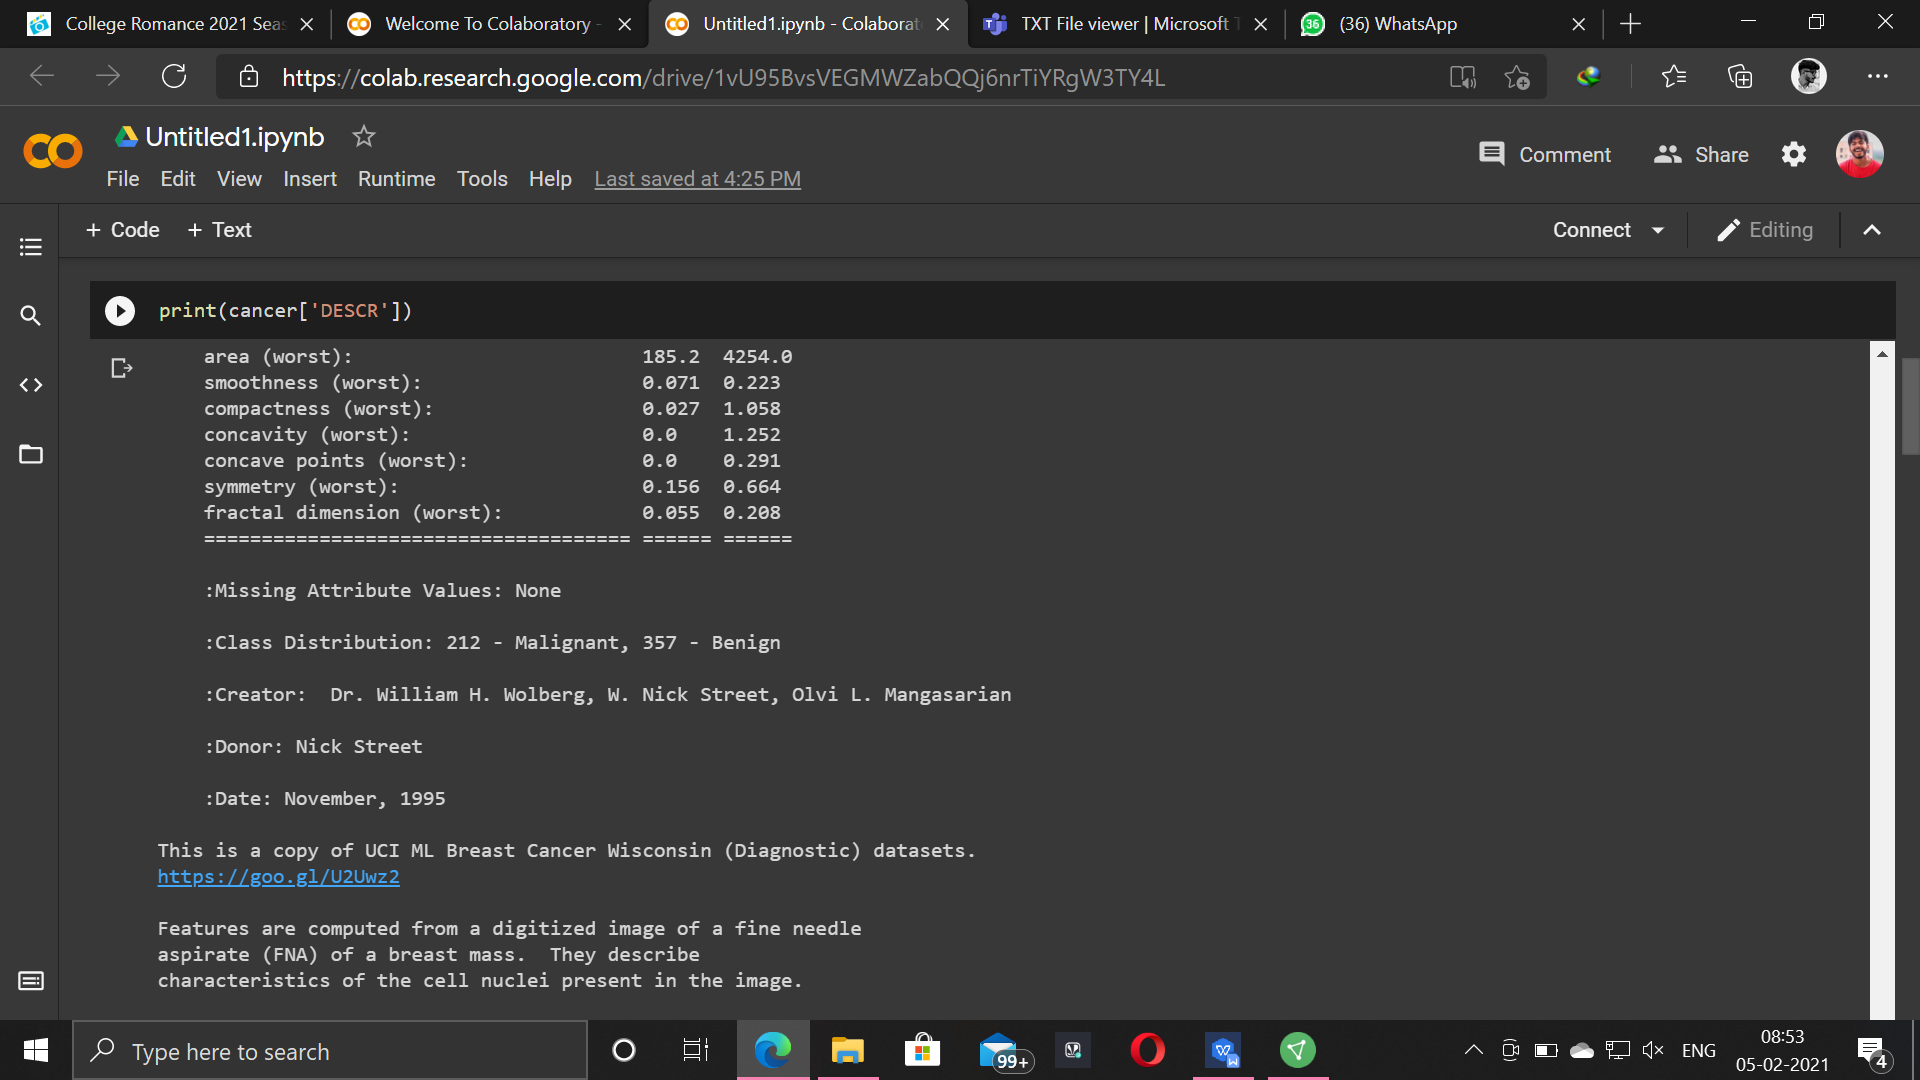 College Romance 2021 Seas
Welcome To Colaboratory -
Untitled1.ipynb - Colaborato
TXT File viewer | Microsoft T
(36) WhatsApp
https://colab.research.google.com/drive/1vU95BvsVEGMWZabQQj6nrTiYRgW3TY4L
Untitled1.ipynb
Comment
Share
File Edit View Insert Runtime Tools Help Last saved at 4:25 PM
+ Code + Text
Connect
Editing
print(cancer['DESCR'])
area (worst): 185.2 4254.0
smoothness (worst): 0.071 0.223
compactness (worst): 0.027 1.058
concavity (worst): 0.0 1.252
concave points (worst): 0.0 0.291
symmetry (worst): 0.156 0.664
fractal dimension (worst): 0.055 0.208
===================================== ====== ======
:Missing Attribute Values: None
:Class Distribution: 212 - Malignant, 357 - Benign
:Creator: Dr. William H. Wolberg, W. Nick Street, Olvi L. Mangasarian
:Donor: Nick Street
:Date: November, 1995
This is a copy of UCI ML Breast Cancer Wisconsin (Diagnostic) datasets.
https://goo.gl/U2Uwz2
Features are computed from a digitized image of a fine needle
aspirate (FNA) of a breast mass. They describe
characteristics of the cell nuclei present in the image.
Type here to search
99+
ENG
08:53
05-02-2021
4